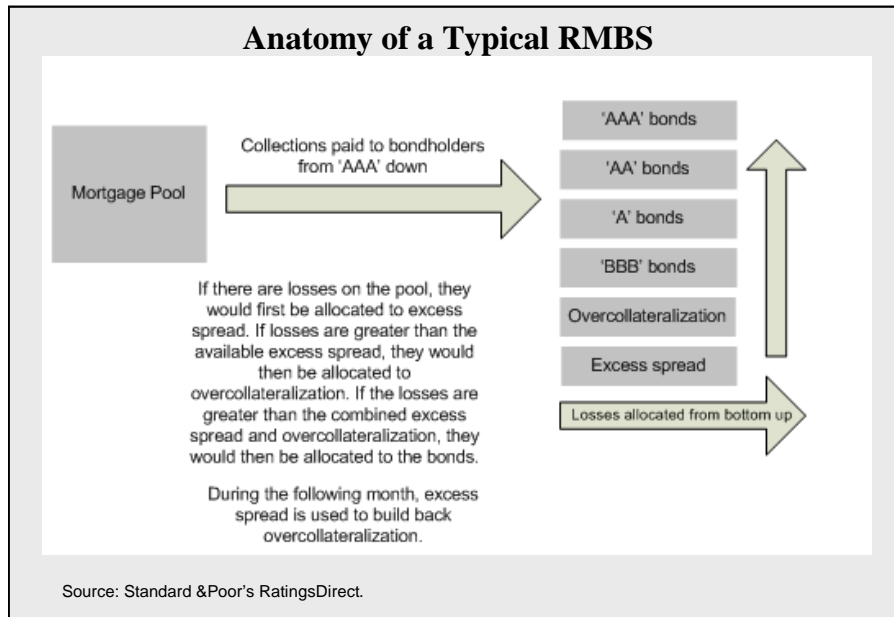 Anatomy of a Typical RMBS
Mortgage Pool
Collections paid to bondholders
from 'AAA' down
'AAA' bonds
'AA' bonds
'A' bonds
'BBB' bonds
Overcollateralization
Excess spread
Losses allocated from bottom up
If there are losses on the pool, they
would first be allocated to excess
spread. If losses are greater than the
available excess spread, they would
then be allocated to
overcollateralization. If the losses are
greater than the combined excess
spread and overcollateralization, they
would then be allocated to the bonds.
During the following month, excess
spread is used to build back
overcollateralization.
Source: Standard &Poor's RatingsDirect.